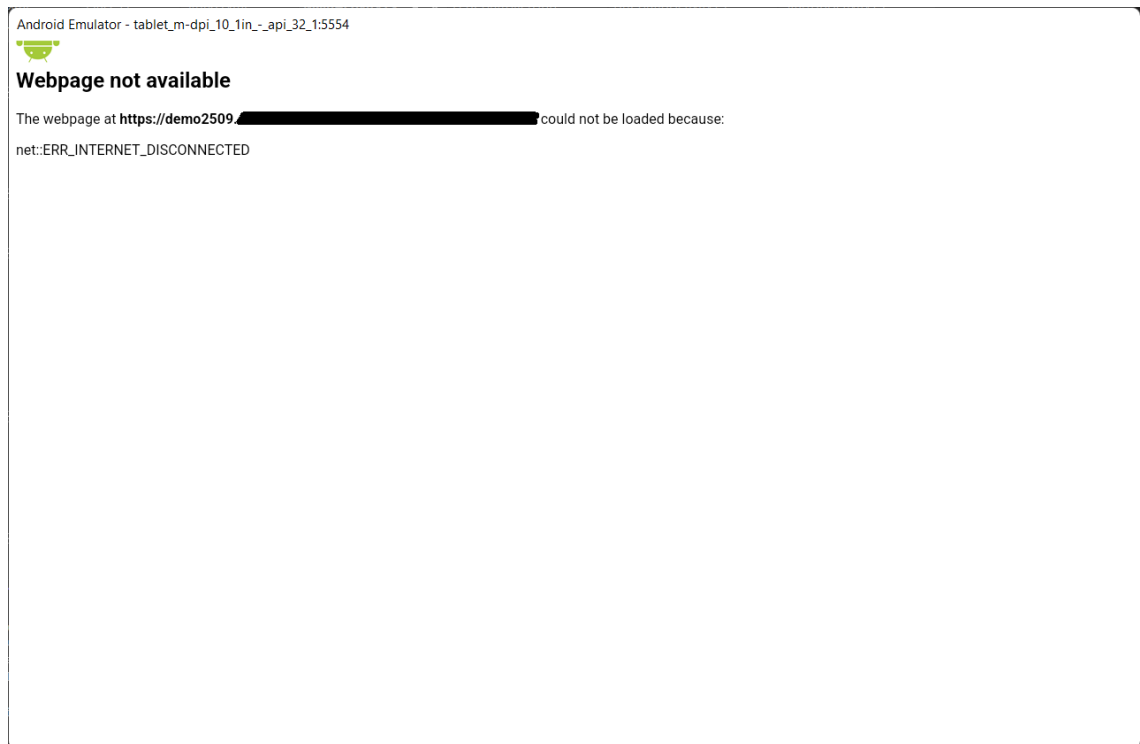 Android Emulator - tablet_m-dpi_10_1in_-_api_32_1:5554
Webpage not available
The webpage at https://demo2509. could not be loaded because:
net::ERR_INTERNET_DISCONNECTED